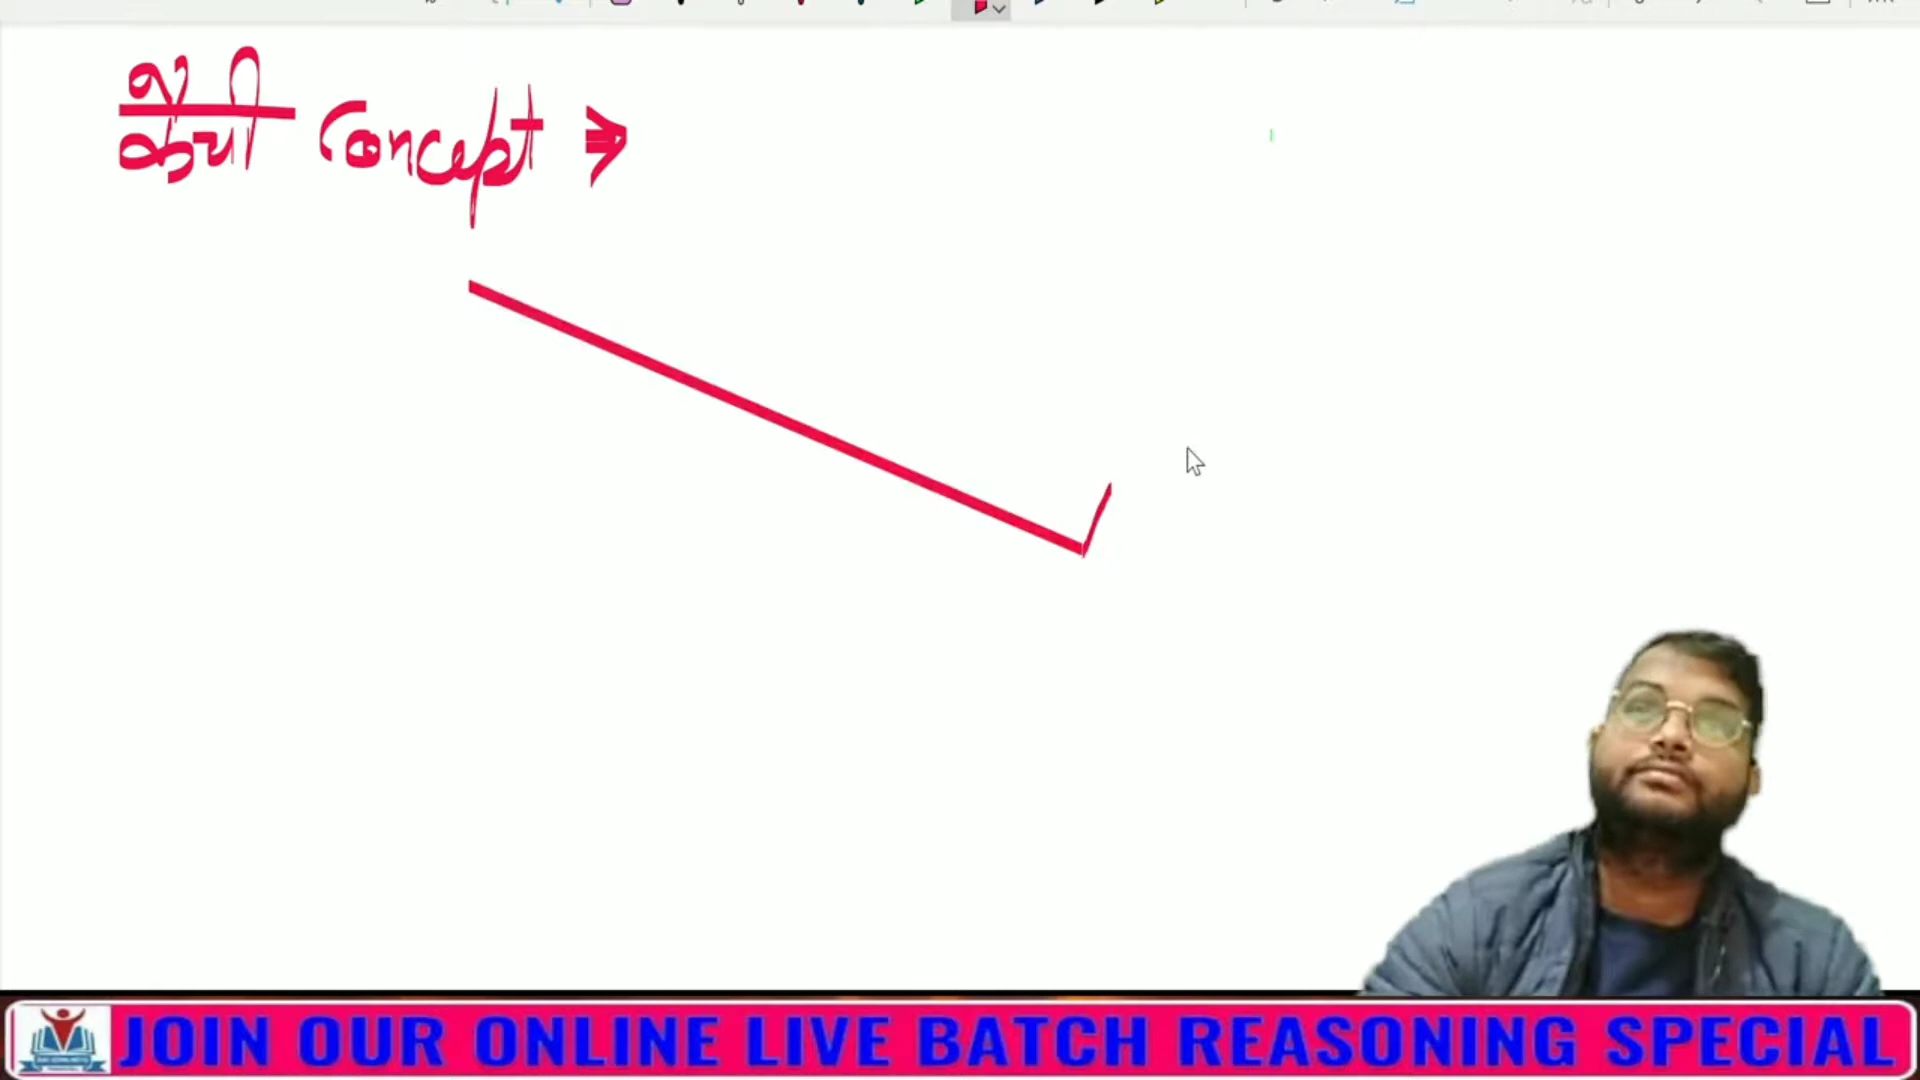 कैंची Concept ⇒
JOIN OUR ONLINE LIVE BATCH REASONING SPECIAL